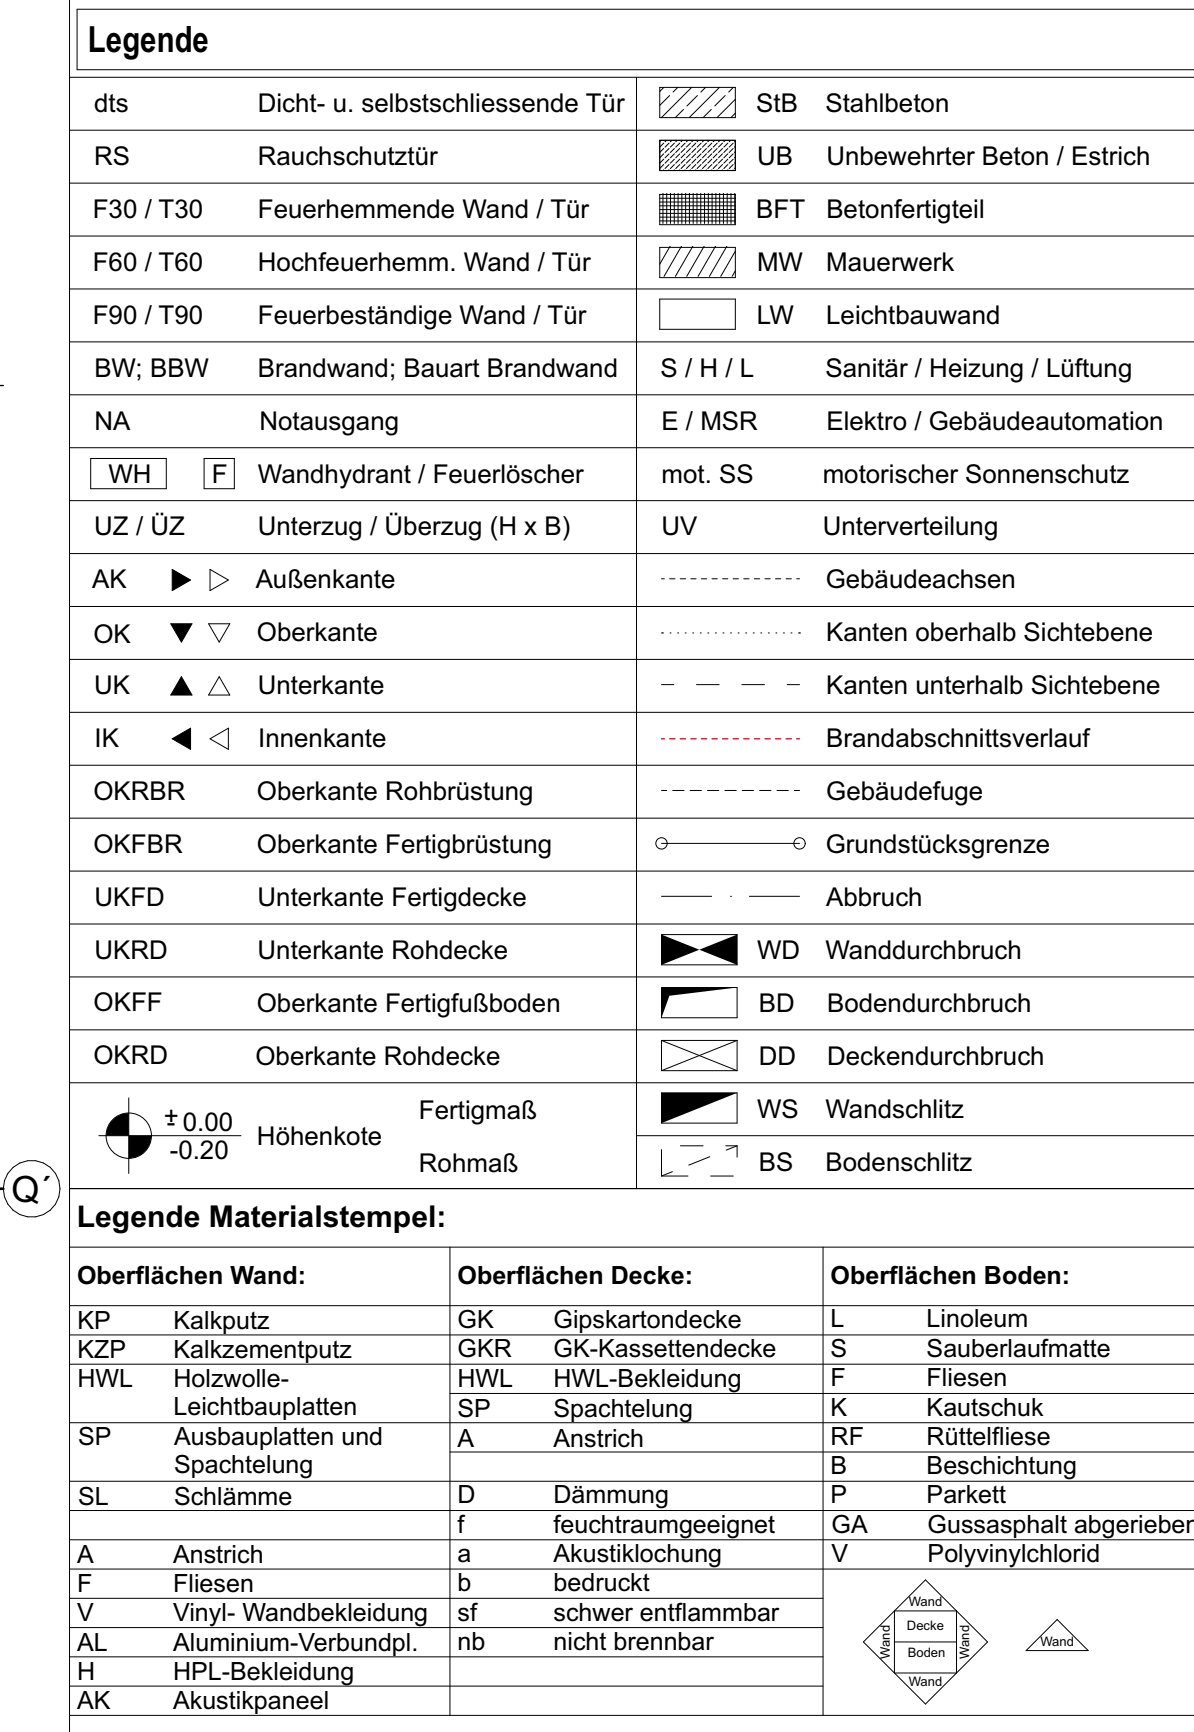 Legende
dts Dicht- u. selbstschliessende Tür
RS Rauchschutztür
F30 / T30 Feuerhemmende Wand / Tür
F60 / T60 Hochfeuerhemm. Wand / Tür
F90 / T90 Feuerbeständige Wand / Tür
BW; BBW Brandwand; Bauart Brandwand
NA Notausgang
WH F Wandhydrant / Feuerlöscher
UZ / ÜZ Unterzug / Überzug (H x B)
AK Außenkante
OK Oberkante
UK Unterkante
IK Innenkante
OKRBR Oberkante Rohbrüstung
OKFBR Oberkante Fertigbrüstung
UKFD Unterkante Fertigdecke
UKRD Unterkante Rohdecke
OKFF Oberkante Fertigfußboden
OKRD Oberkante Rohdecke
± 0.00
-0.20
Höhenkote
Fertigmaß
Rohmaß
StB Stahlbeton
UB Unbewehrter Beton / Estrich
BFT Betonfertigteil
MW Mauerwerk
LW Leichtbauwand
S / H / L Sanitär / Heizung / Lüftung
E / MSR Elektro / Gebäudeautomation
mot. SS motorischer Sonnenschutz
UV Unterverteilung
Gebäudeachsen
Kanten oberhalb Sichtebene
Kanten unterhalb Sichtebene
Brandabschnittsverlauf
Gebäudefuge
Grundstücksgrenze
Abbruch
WD Wanddurchbruch
BD Bodendurchbruch
DD Deckendurchbruch
WS Wandschlitz
BS Bodenschlitz
Q´
Legende Materialstempel:
Oberflächen Wand:
KP Kalkputz
KZP Kalkzementputz
HWL Holzwolle-
Leichtbauplatten
SP Ausbauplatten und
Spachtelung
SL Schlämme
A Anstrich
F Fliesen
V Vinyl- Wandbekleidung
AL Aluminium-Verbundpl.
H HPL-Bekleidung
AK Akustikpaneel
Oberflächen Decke:
GK Gipskartondecke
GKR GK-Kassettendecke
HWL HWL-Bekleidung
SP Spachtelung
A Anstrich
D Dämmung
f feuchtraumgeeignet
a Akustiklochung
b bedruckt
sf schwer entflammbar
nb nicht brennbar
Oberflächen Boden:
L Linoleum
S Sauberlaufmatte
F Fliesen
K Kautschuk
RF Rüttelfliese
B Beschichtung
P Parkett
GA Gussasphalt abgerieben
V Polyvinylchlorid
Wand
Wand
Decke
Boden
Wand
Wand
Wand